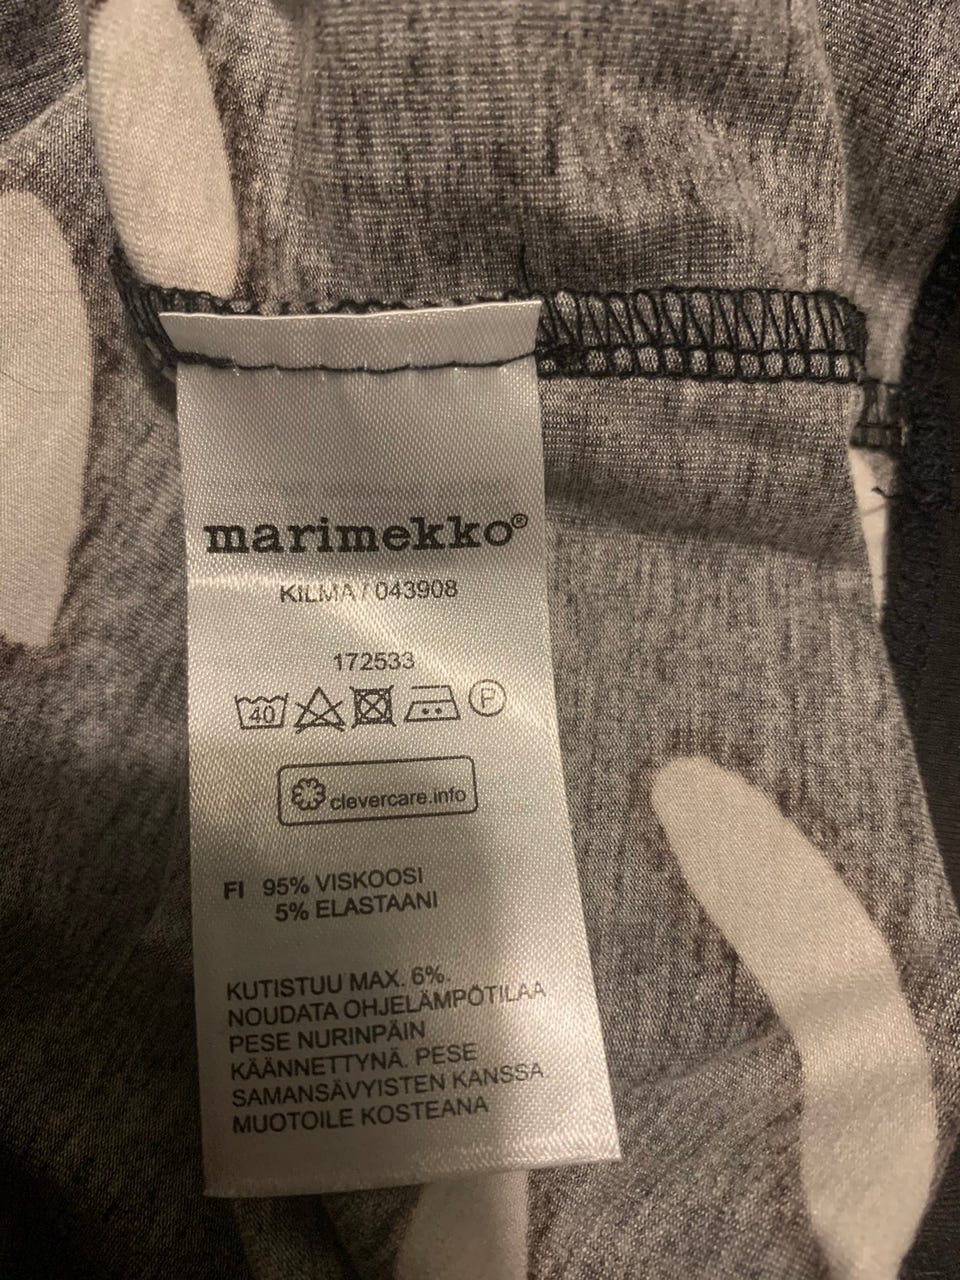 marimekko®
KILMA / 043908
172533
40 P
clevercare.info
FI 95% VISKOOSI
5% ELASTAANI
KUTISTUU MAX. 6%.
NOUDATA OHJELÄMPÖTILAA
PESE NURINPÄIN
KÄÄNNETTYNÄ. PESE
SAMANSÄVYISTEN KANSSA
MUOTOILE KOSTEANA